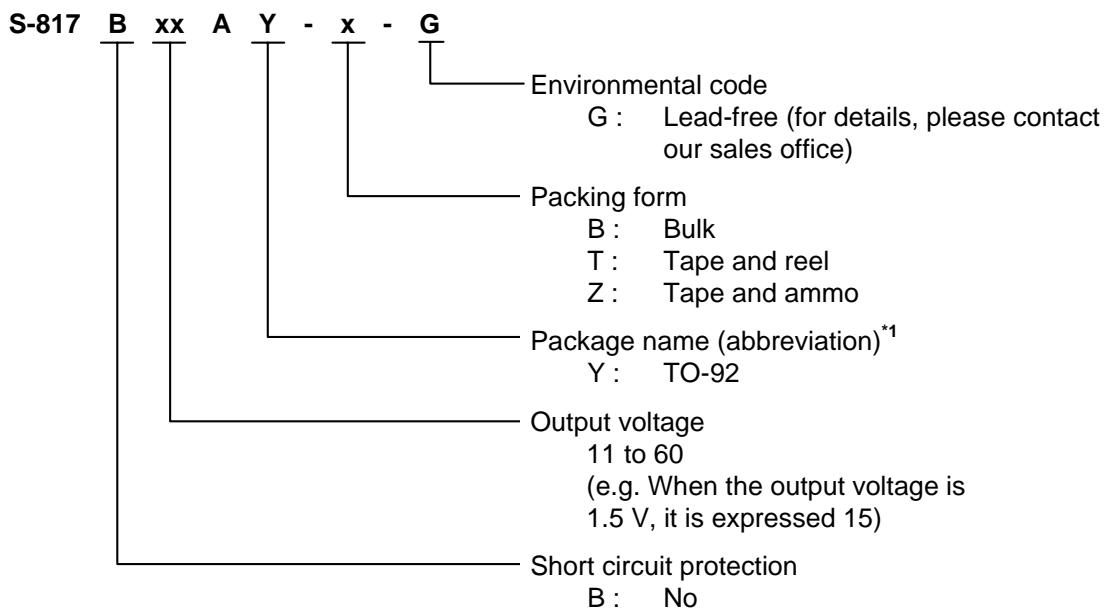 S-817 B xx A Y - x - G
Environmental code
G : Lead-free (for details, please contact
our sales office)
Packing form
B : Bulk
T : Tape and reel
Z : Tape and ammo
Package name (abbreviation)*1
Y : TO-92
Output voltage
11 to 60
(e.g. When the output voltage is
1.5 V, it is expressed 15)
Short circuit protection
B : No